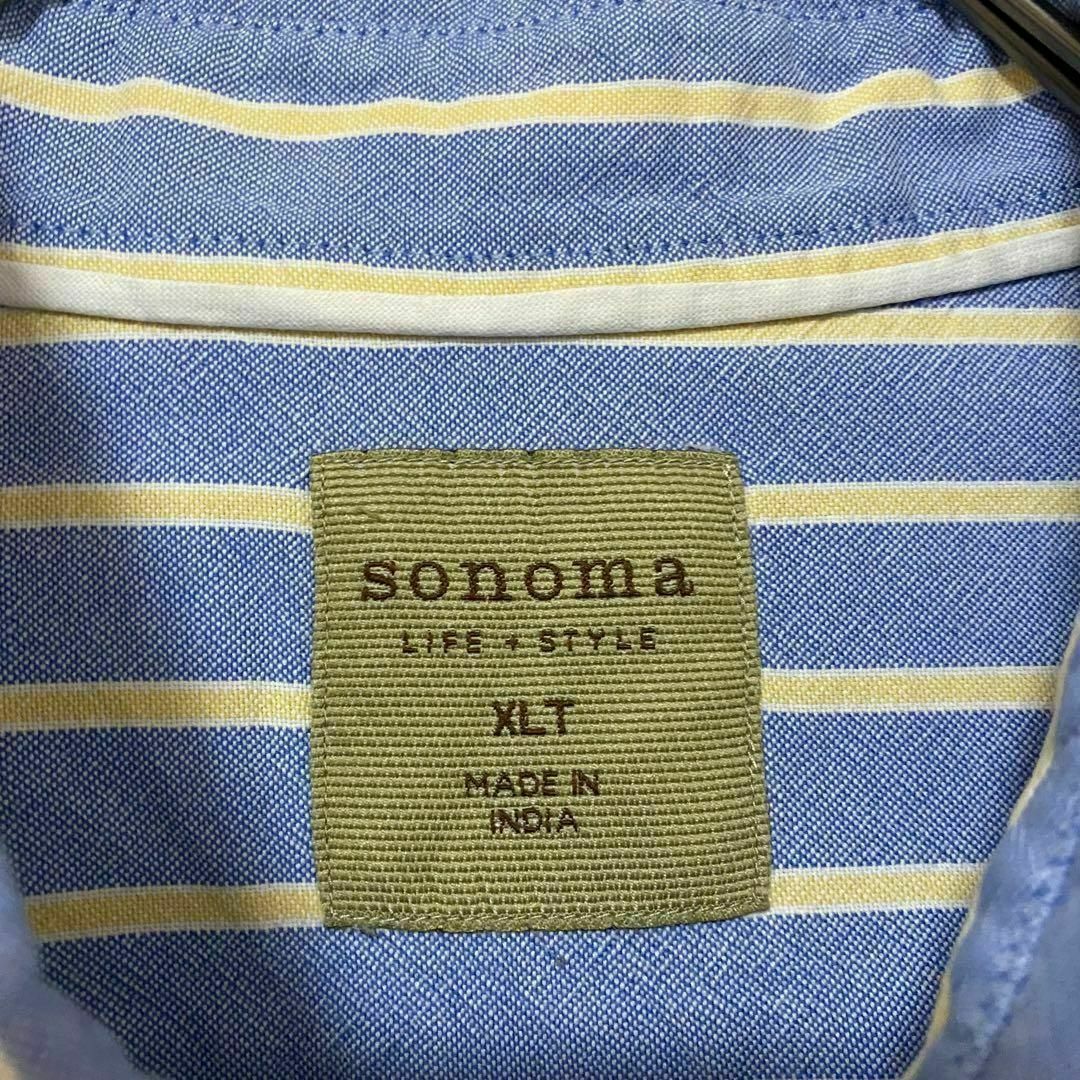 sonoma
LIFE + STYLE
XLT
MADE IN
INDIA